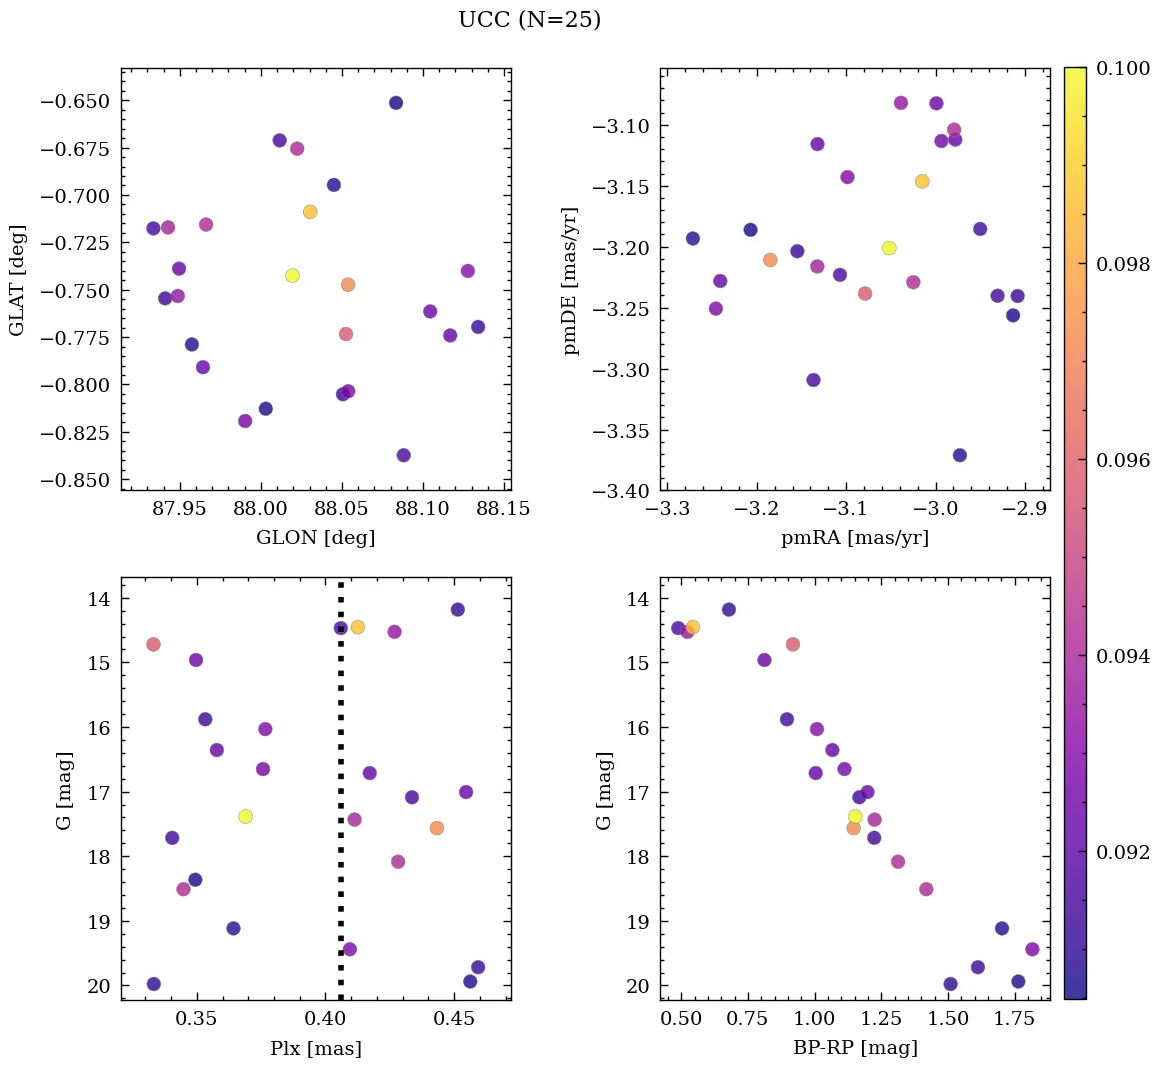 UCC (N=25)
−0.650
−0.675
−0.700
−0.725
−0.750
−0.775
−0.800
−0.825
−0.850
GLAT [deg]
87.95 88.00 88.05 88.10 88.15
GLON [deg]
−3.10
−3.15
−3.20
−3.25
−3.30
−3.35
−3.40
pmDE [mas/yr]
−3.3 −3.2 −3.1 −3.0 −2.9
pmRA [mas/yr]
14
15
16
17
18
19
20
G [mag]
0.35 0.40 0.45
Plx [mas]
14
15
16
17
18
19
20
G [mag]
0.50 0.75 1.00 1.25 1.50 1.75
BP-RP [mag]
0.100
0.098
0.096
0.094
0.092